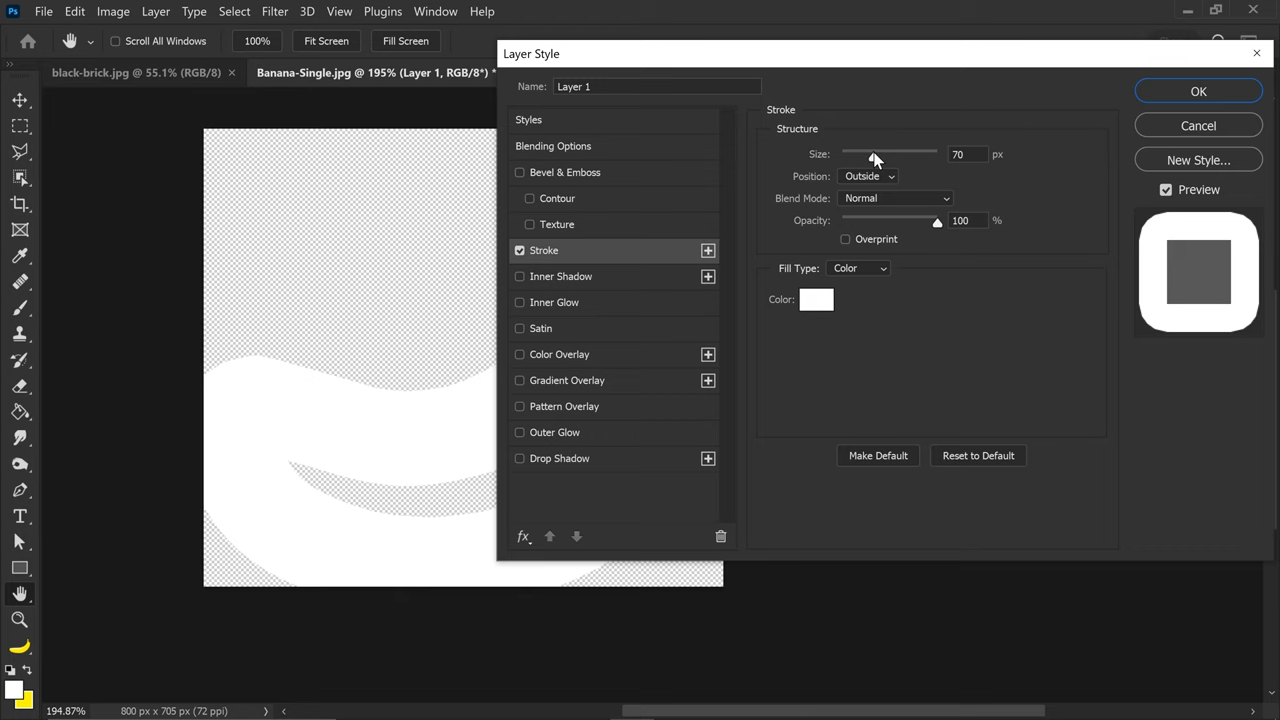 Ps File Edit Image Layer Type Select Filter 3D View Plugins Window Help
Scroll All Windows 100% Fit Screen Fill Screen
Layer Style
black-brick.jpg @ 55.1% (RGB/8) × Banana-Single.jpg @ 195% (Layer 1, RGB/8*) *
Name: Layer 1
OK
Cancel
New Style...
Preview
Styles
Blending Options
Bevel & Emboss
Contour
Texture
Stroke
Inner Shadow
Inner Glow
Satin
Color Overlay
Gradient Overlay
Pattern Overlay
Outer Glow
Drop Shadow
fx
Stroke
Structure
Size: 70 px
Position: Outside
Blend Mode: Normal
Opacity: 100 %
Overprint
Fill Type: Color
Color:
Make Default Reset to Default
194.87% 800 px x 705 px (72 ppi)